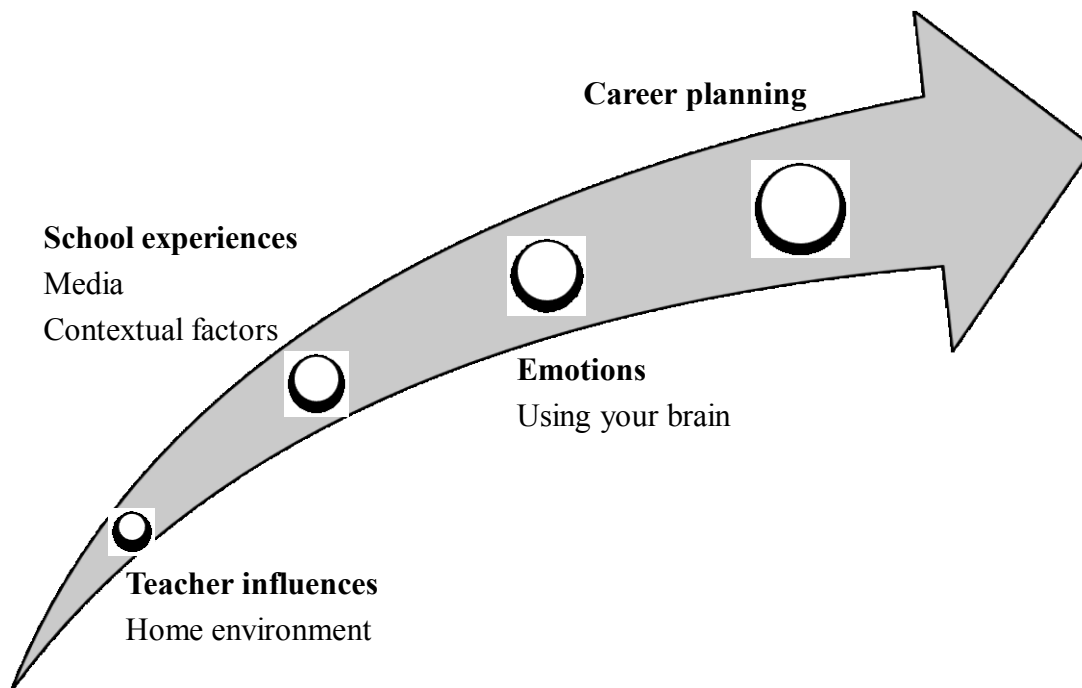 Career planning
School experiences
Media
Contextual factors
Emotions
Using your brain
Teacher influences
Home environment